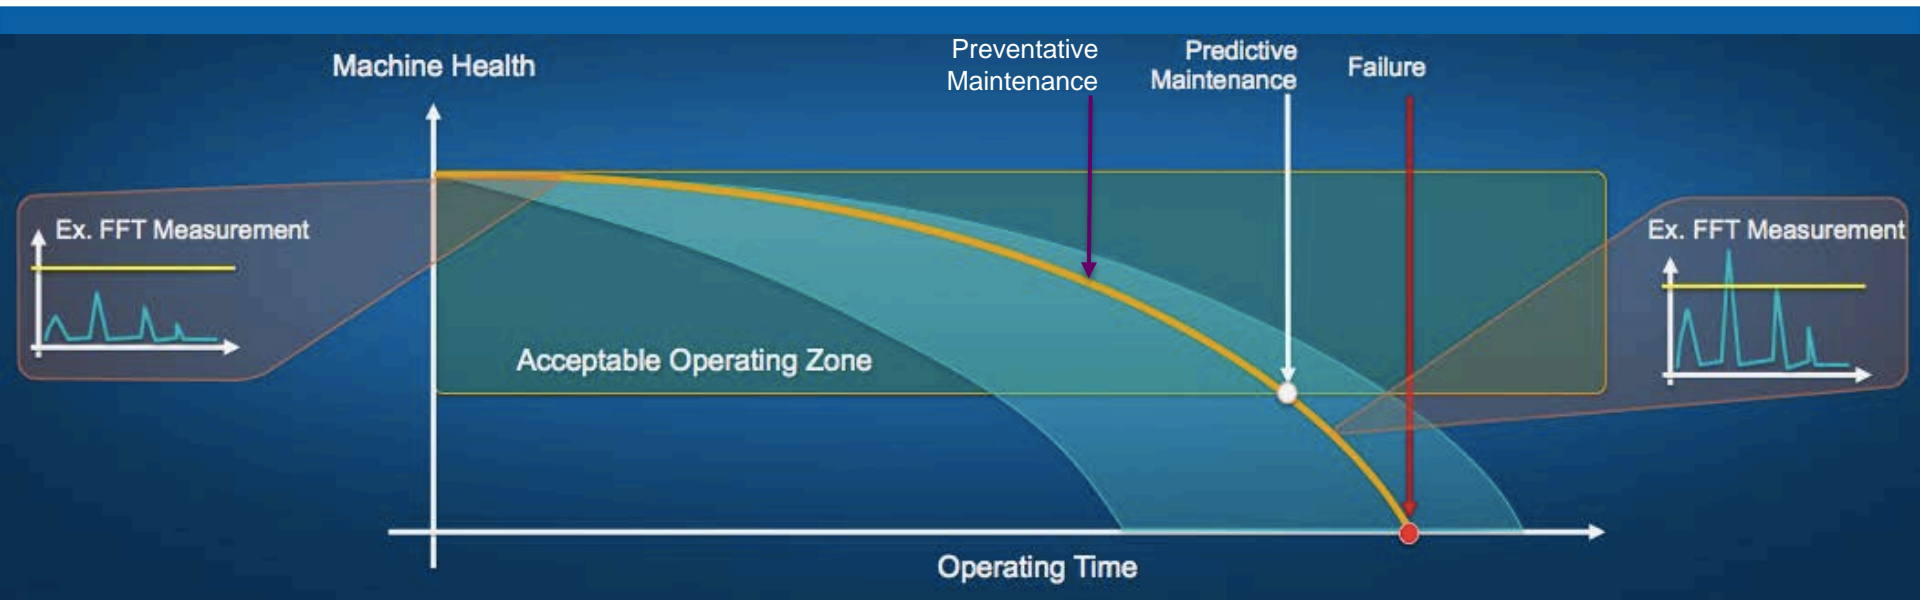 Machine Health
Preventative
Maintenance
Predictive
Maintenance
Failure
Ex. FFT Measurement
Ex. FFT Measurement
Acceptable Operating Zone
Operating Time